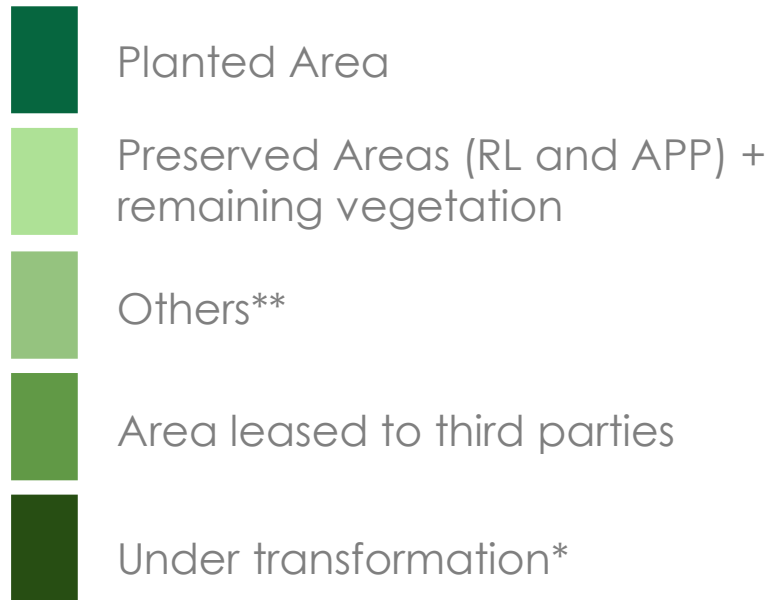 Planted Area
Preserved Areas (RL and APP) +
remaining vegetation
Others**
Area leased to third parties
Under transformation*